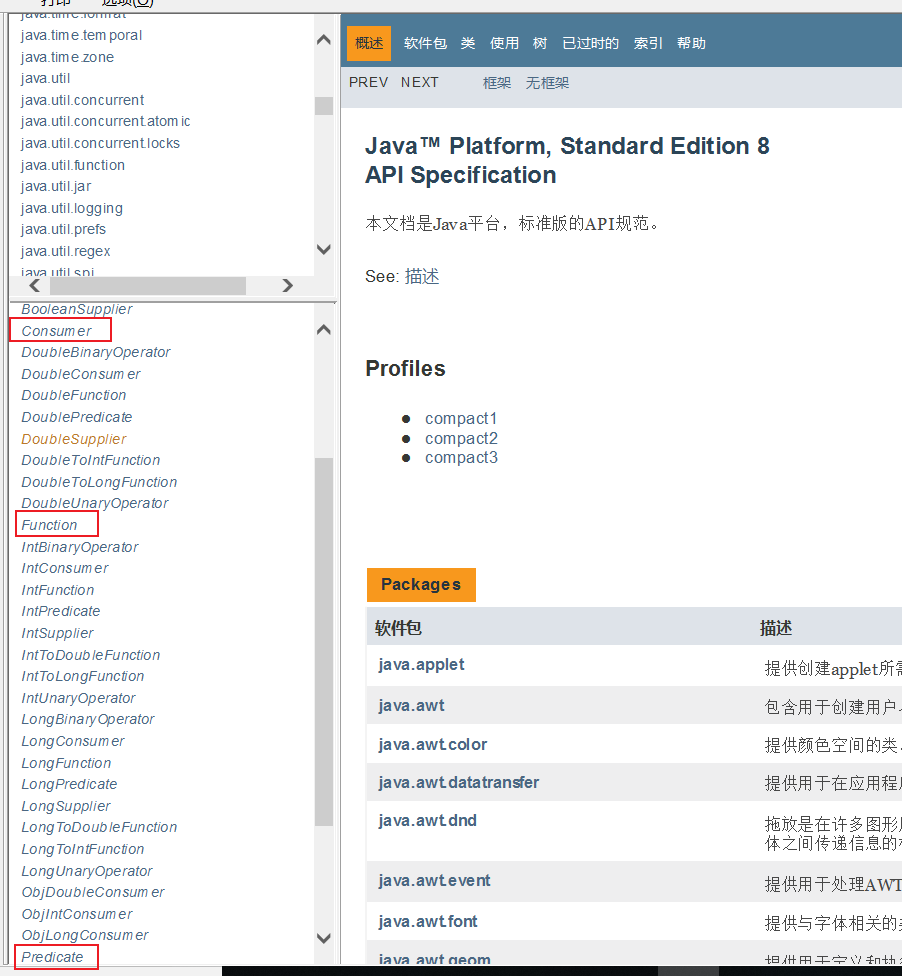 打印 选项(O)
java.time.format
java.time.temporal
java.time.zone
java.util
java.util.concurrent
java.util.concurrent.atomic
java.util.concurrent.locks
java.util.function
java.util.jar
java.util.logging
java.util.prefs
java.util.regex
java.util.spi
BooleanSupplier
Consumer
DoubleBinaryOperator
DoubleConsumer
DoubleFunction
DoublePredicate
DoubleSupplier
DoubleToIntFunction
DoubleToLongFunction
DoubleUnaryOperator
Function
IntBinaryOperator
IntConsumer
IntFunction
IntPredicate
IntSupplier
IntToDoubleFunction
IntToLongFunction
IntUnaryOperator
LongBinaryOperator
LongConsumer
LongFunction
LongPredicate
LongSupplier
LongToDoubleFunction
LongToIntFunction
LongUnaryOperator
ObjDoubleConsumer
ObjIntConsumer
ObjLongConsumer
Predicate
概述 软件包 类 使用 树 已过时的 索引 帮助
PREV NEXT 框架 无框架
Java™ Platform, Standard Edition 8
API Specification
本文档是Java平台，标准版的API规范。
See: 描述
Profiles
compact1
compact2
compact3
Packages
软件包 描述
java.applet 提供创建applet所需
java.awt 包含用于创建用户
java.awt.color 提供颜色空间的类
java.awt.datatransfer 提供用于在应用程
java.awt.dnd 拖放是在许多图形
体之间传递信息的
java.awt.event 提供用于处理AWT
java.awt.font 提供与字体相关的
java.awt.geom 提供用于定义和执